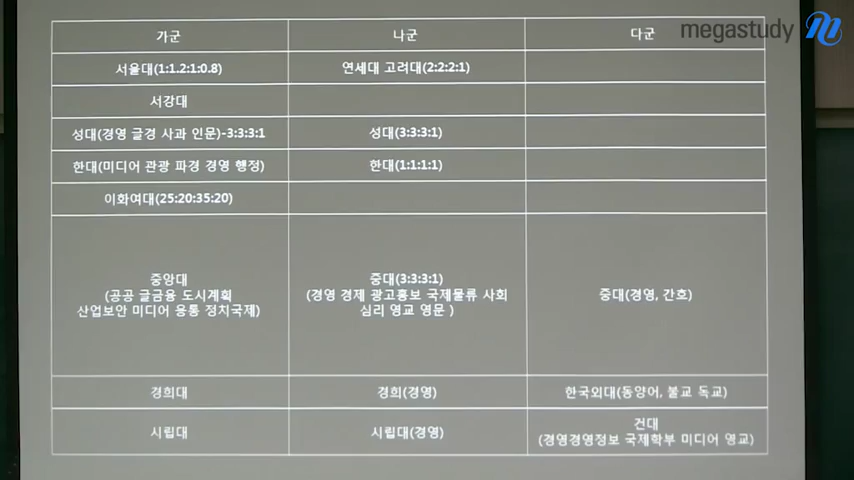 megastudy
가군 나군 다군
서울대(1:1.2:1:0.8) 연세대 고려대(2:2:2:1)
서강대
성대(경영 글경 사과 인문)-3:3:3:1 성대(3:3:3:1)
한대(미디어 관광 파경 경영 행정) 한대(1:1:1:1)
이화여대(25:20:35:20)
중앙대
(공공 글금융 도시계획
산업보안 미디어 융통 정치국제)
중대(3:3:3:1)
(경영 경제 광고홍보 국제물류 사회
심리 영교 영문 )
중대(경영, 간호)
경희대 경희(경영) 한국외대(동양어, 불교 독교)
시립대 시립대(경영)
건대
(경영경영정보 국제학부 미디어 영교)